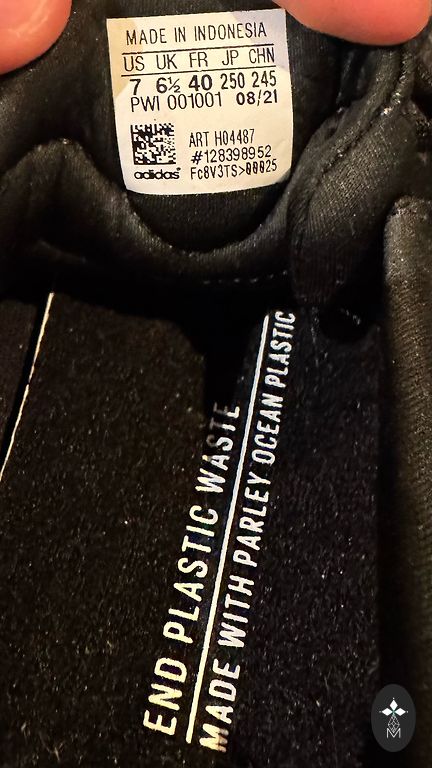 MADE IN INDONESIA
US UK FR JP CHN
7 6½ 40 250 245
PWI 001001 08/21
ART H04487
#128398952
adidas Fc8V3TS>00025
END PLASTIC WASTE
MADE WITH PARLEY OCEAN PLASTIC
M